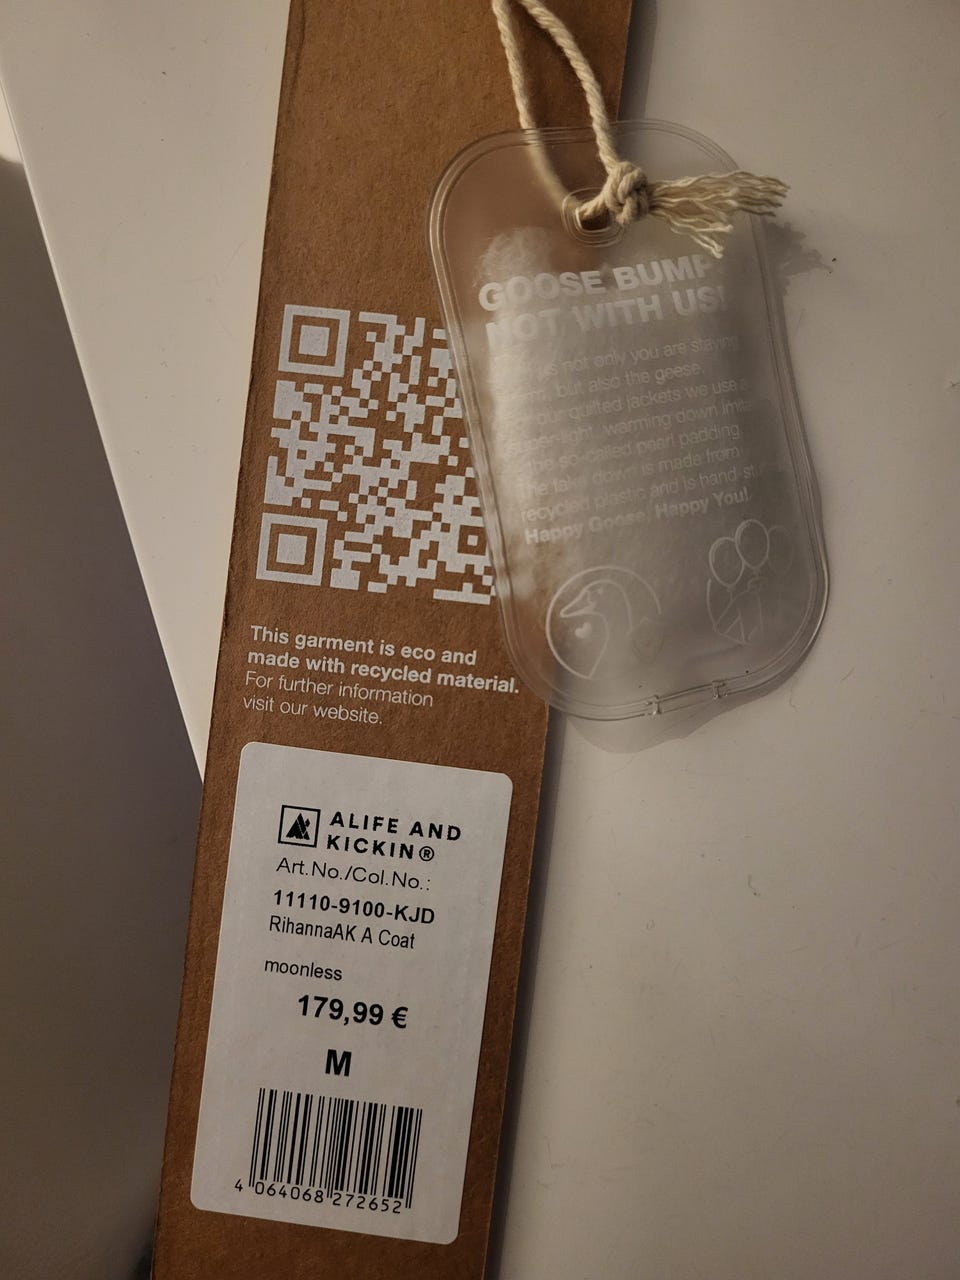 GOOSE BUMP
NOT WITH US!
not only you are staying
but also the geese.
our quilted jackets we use a
light, warming down
the so-called pearl padding.
fake down is made from
recycled plastic and is hand-
Happy Goose, Happy You!
This garment is eco and
made with recycled material.
For further information
visit our website.
ALIFE AND
KICKIN®
Art.No./Col.No.:
11110-9100-KJD
RihannaAK A Coat
moonless
179,99 €
M
4 064068 272652